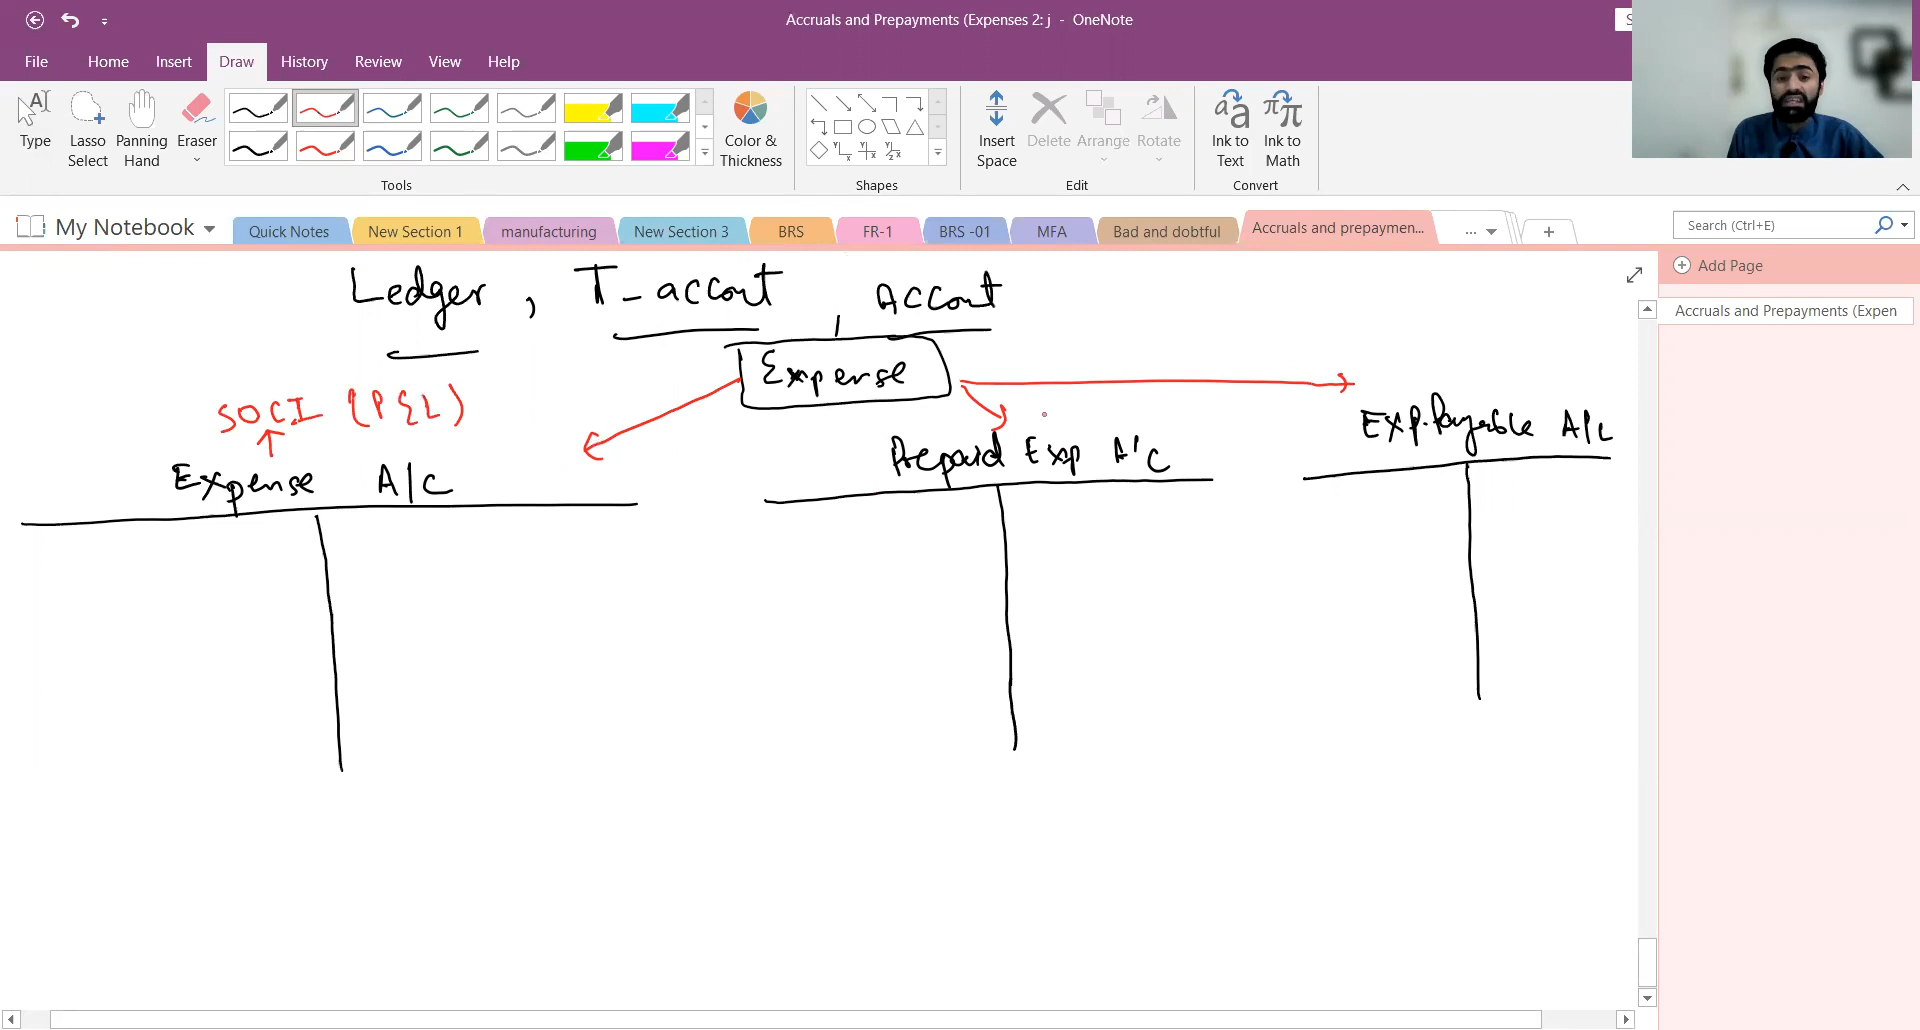 Accruals and Prepayments (Expenses 2: j - OneNote
S
File Home Insert Draw History Review View Help
Type
Lasso Select
Panning Hand
Eraser
Color & Thickness
Insert Space
Delete
Arrange
Rotate
Ink to Text
Ink to Math
Tools Shapes Edit Convert
My Notebook
Quick Notes New Section 1 manufacturing New Section 3 BRS FR-1 BRS -01 MFA Bad and doubtful Accruals and prepaymen... ...
Search (Ctrl+E)
Add Page
Accruals and Prepayments (Expen
Ledger , T-accout , Accout
Expense
SOCI (P&L)
Expense A/C
Prepaid Exp A/C
Exp.Payable A/C